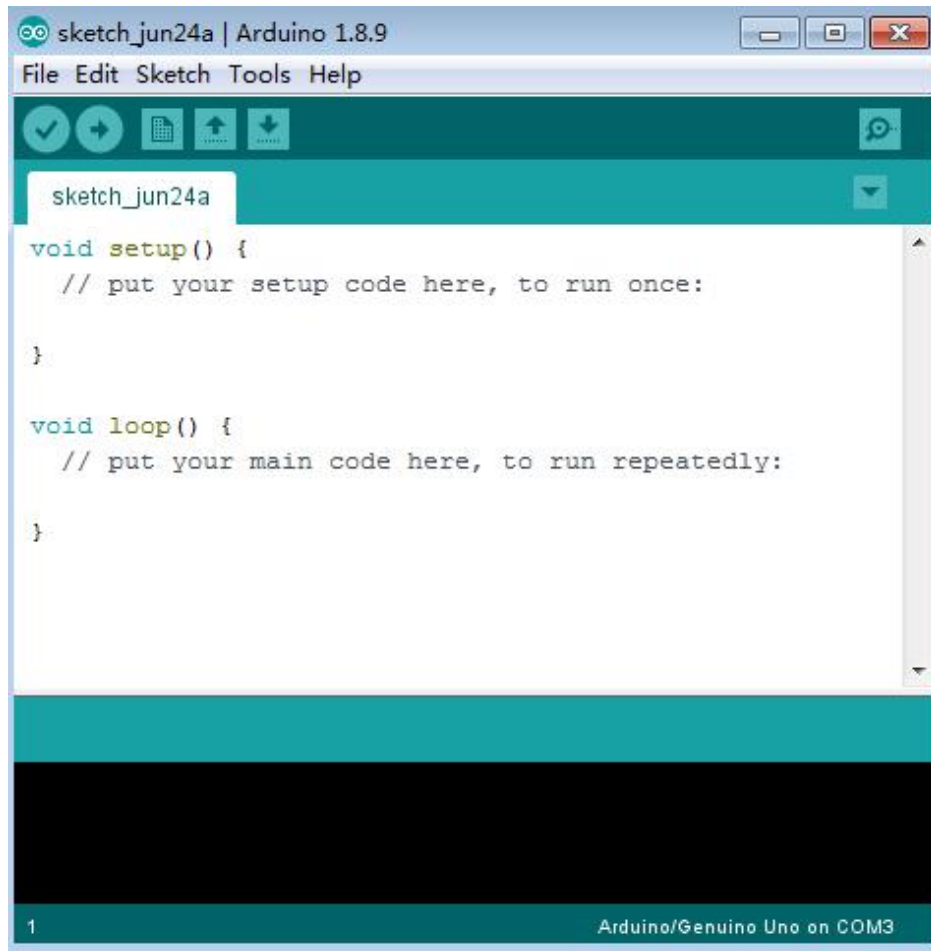 sketch_jun24a | Arduino 1.8.9
File Edit Sketch Tools Help
sketch_jun24a
void setup() {
  // put your setup code here, to run once:
}
void loop() {
  // put your main code here, to run repeatedly:
}
1 Arduino/Genuino Uno on COM3